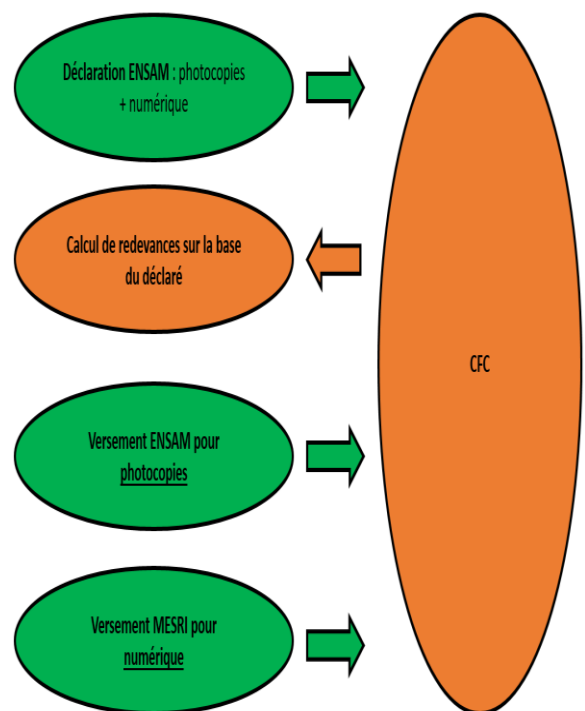 Déclaration ENSAM : photocopies
+ numérique
Calcul de redevances sur la base
du déclaré
CFC
Versement ENSAM pour
photocopies
Versement MESRI pour
numérique